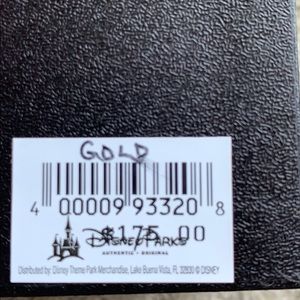 GOLD
4 00009 93320 8
$175.00
Disney Parks
AUTHENTIC • ORIGINAL
Distributed by: Disney Theme Park Merchandise, Lake Buena Vista, FL 32830 © DISNEY